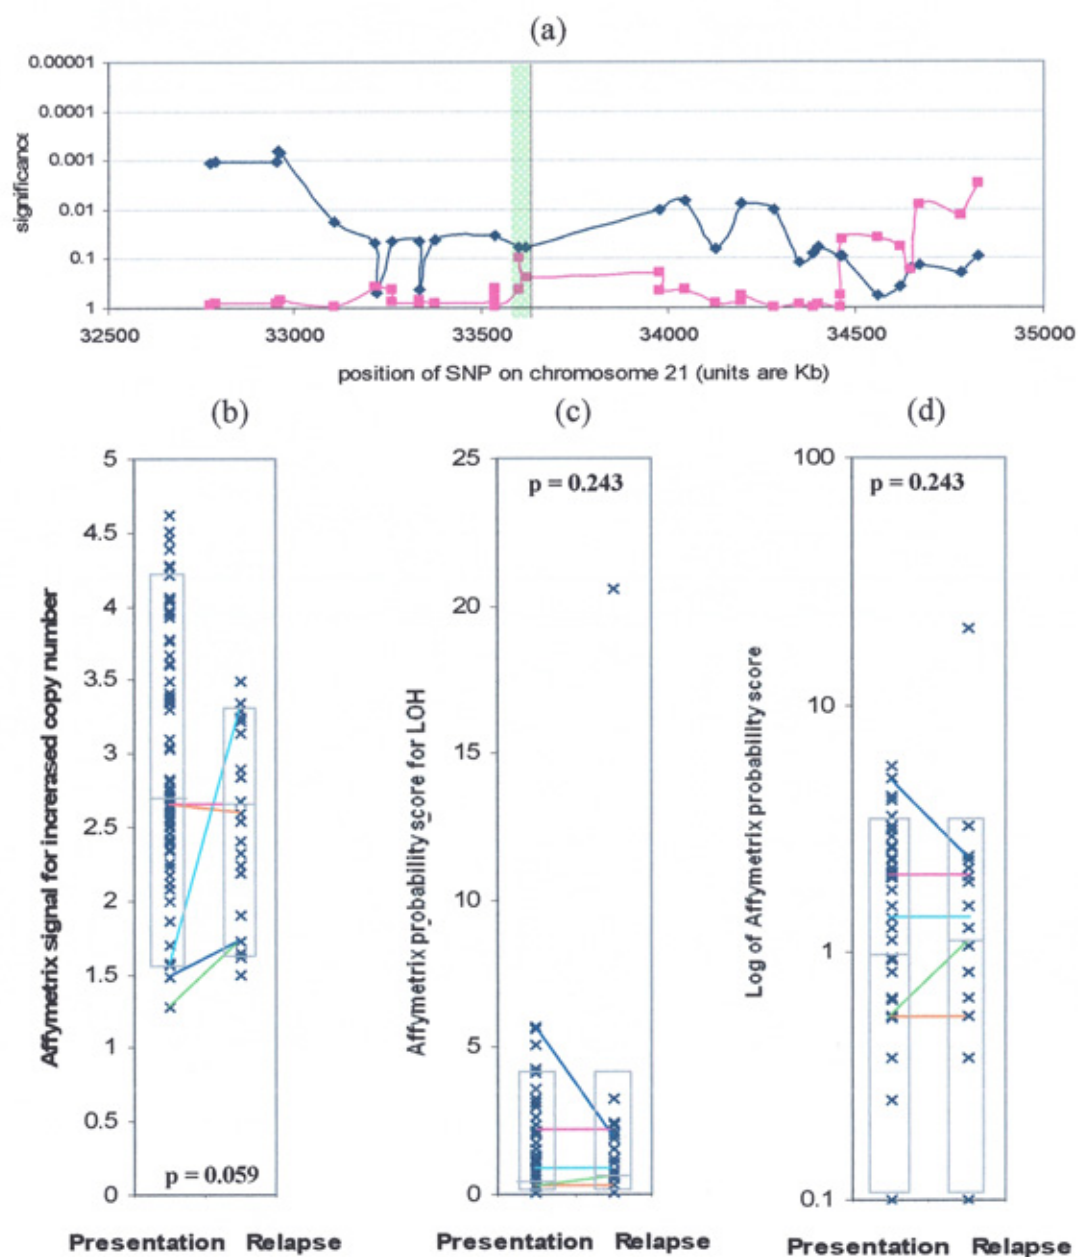 (a)
0.00001
0.0001
0.001
0.01
0.1
1
significance
32500 33000 33500 34000 34500 35000
position of SNP on chromosome 21 (units are Kb)
(b)
5
4.5
4
3.5
3
2.5
2
1.5
1
0.5
0
Affymetrix signal for increrased copy number
p = 0.059
Presentation Relapse
(c)
25
20
15
10
5
0
Affymetrix probability score for LOH
p = 0.243
Presentation Relapse
(d)
100
10
1
0.1
Log of Affymetrix probability score
p = 0.243
Presentation Relapse